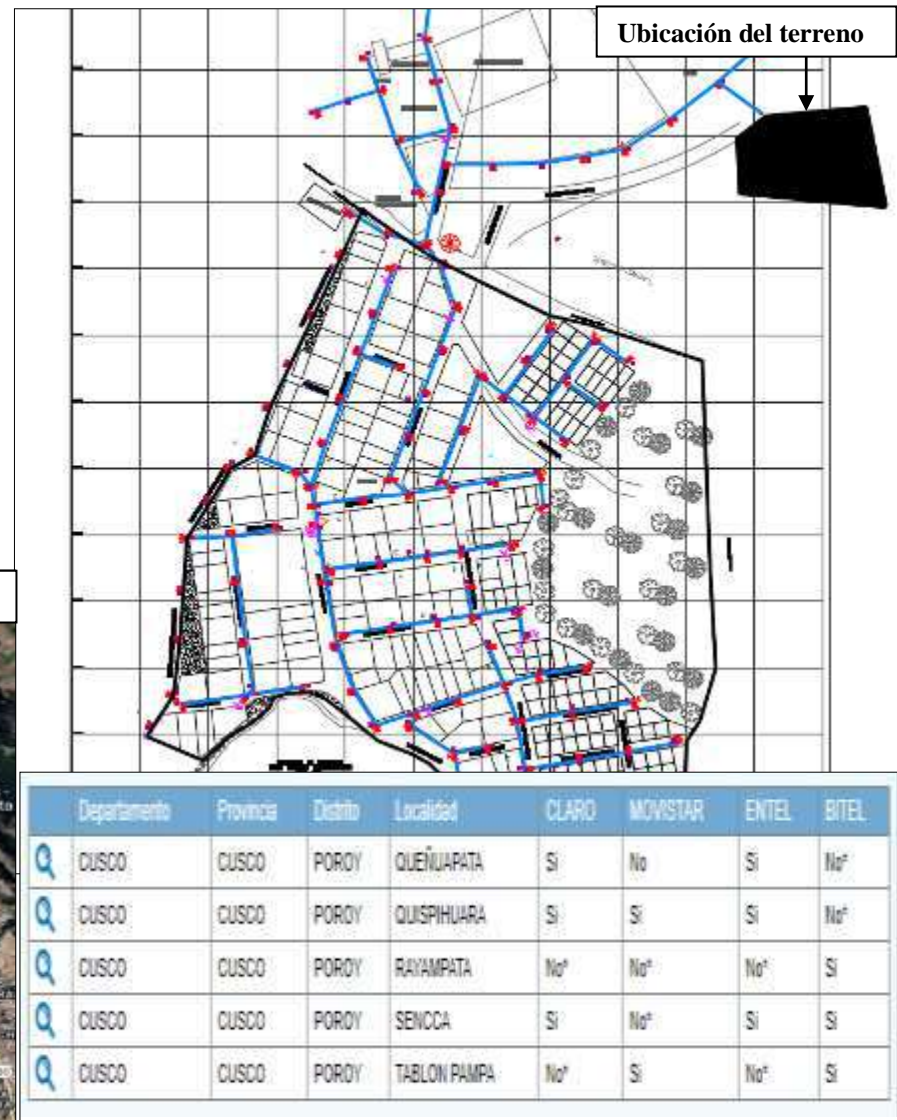 Ubicación del terreno
Departamento Provincia Distrito Localidad CLARO MOVISTAR ENTEL BITEL
CUSCO CUSCO POROY QUEÑUAPATA Si No Si No*
CUSCO CUSCO POROY QUISPIHUARA Si Si Si No*
CUSCO CUSCO POROY RAYAMPATA No* No* No* Si
CUSCO CUSCO POROY SENCCA Si No* Si Si
CUSCO CUSCO POROY TABLON PAMPA No* Si No* Si